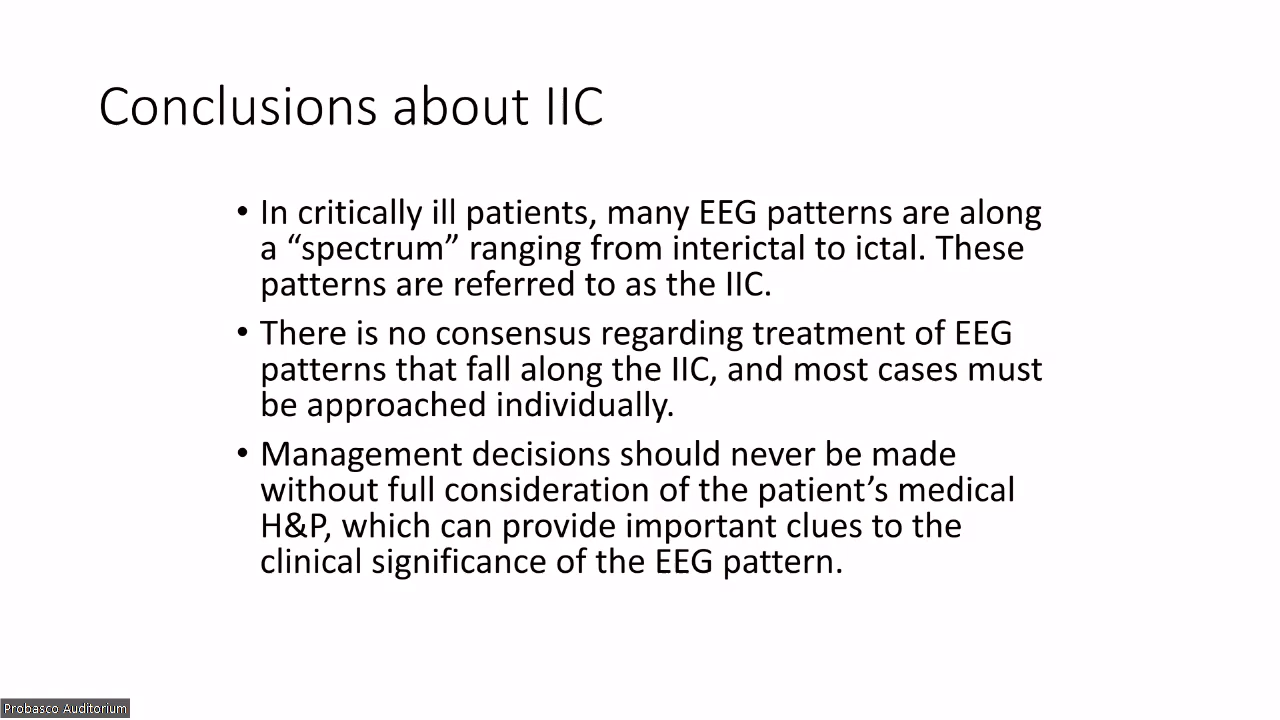 Conclusions about IIC
• In critically ill patients, many EEG patterns are along
a “spectrum” ranging from interictal to ictal. These
patterns are referred to as the IIC.
• There is no consensus regarding treatment of EEG
patterns that fall along the IIC, and most cases must
be approached individually.
• Management decisions should never be made
without full consideration of the patient’s medical
H&P, which can provide important clues to the
clinical significance of the EEG pattern.
Probasco Auditorium